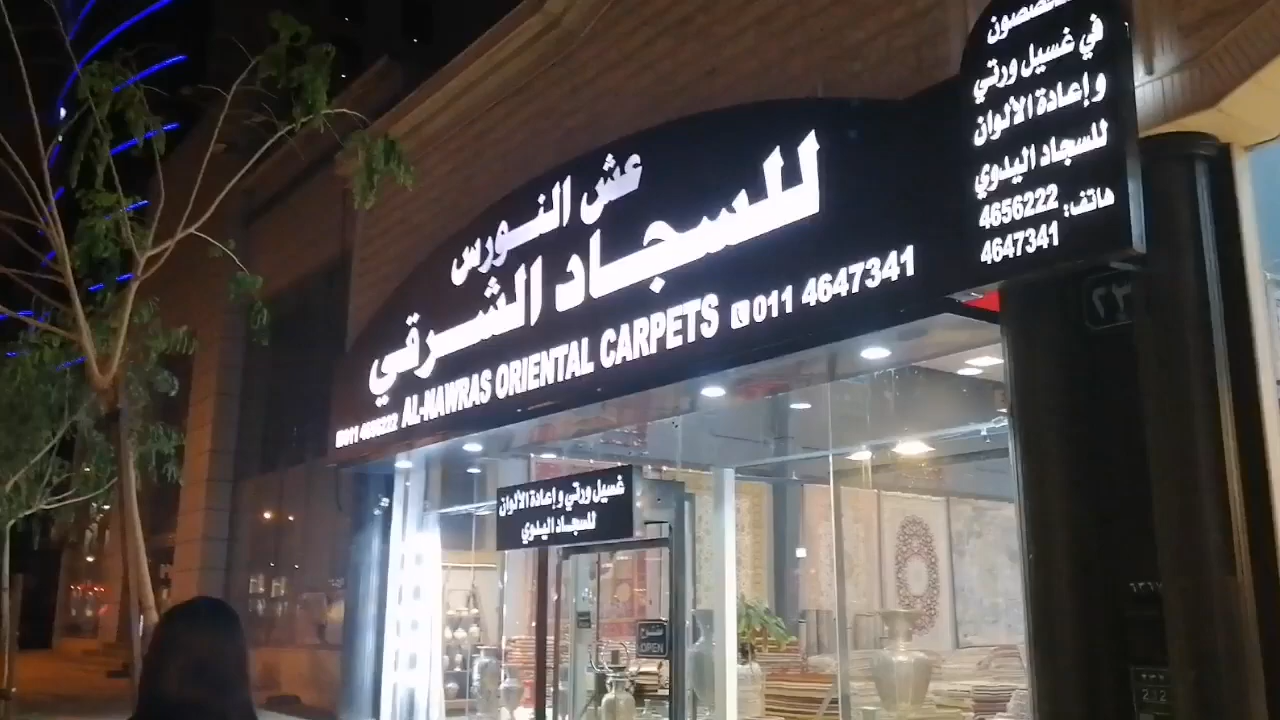 عش النورس
للسجاد الشرقي
011 4656222 AL-NAWRAS ORIENTAL CARPETS 011 4647341
في غسيل ورتي
وإعادة الألوان
للسجاد اليدوي
هاتف: 4656222
4647341
غسيل ورتي وإعادة الألوان
للسجاد اليدوي
OPEN